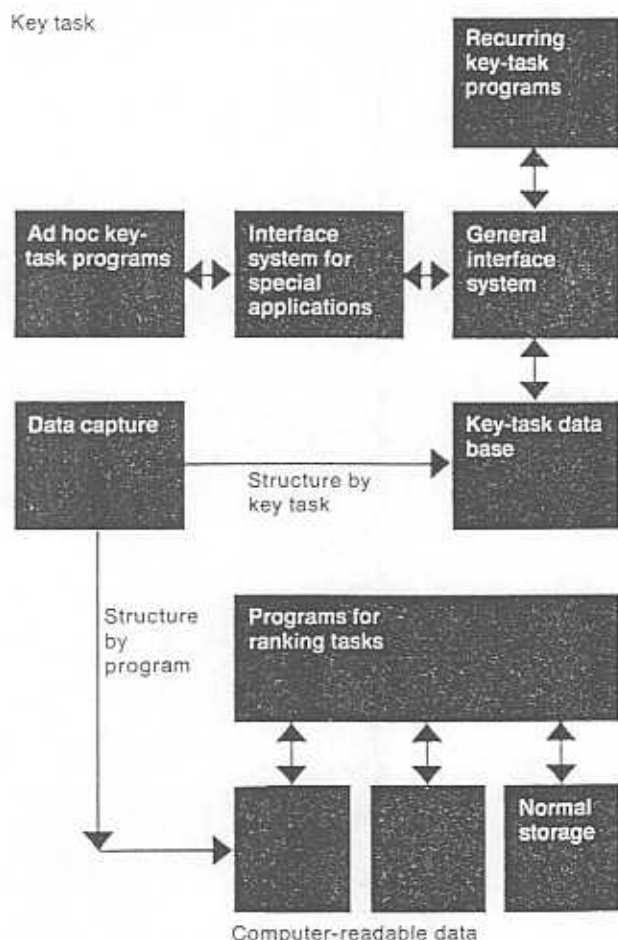 Key task
Recurring
key-task
programs
Ad hoc key-
task programs
Interface
system for
special
applications
General
interface
system
Data capture
Key-task data
base
Structure by
key task
Structure
by
program
Programs for
ranking tasks
Normal
storage
Computer-readable data